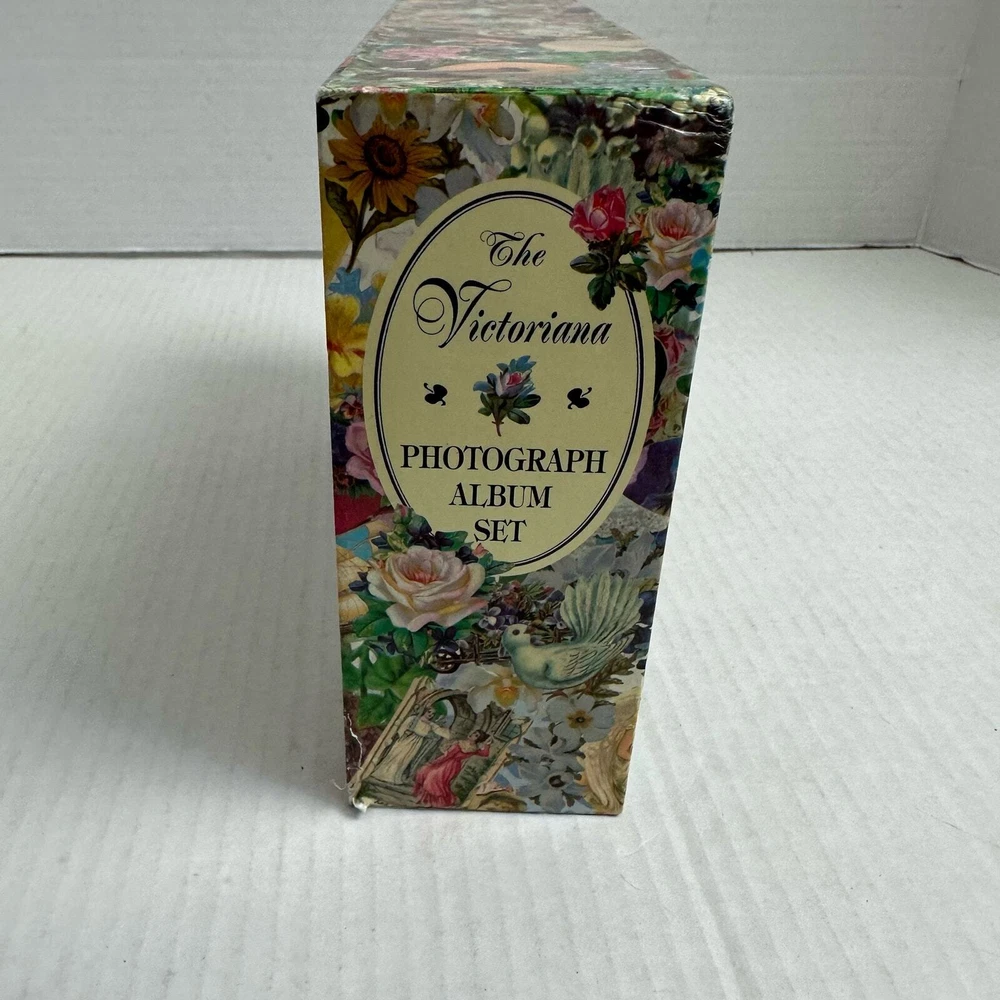 The
Victoriana
PHOTOGRAPH
ALBUM
SET